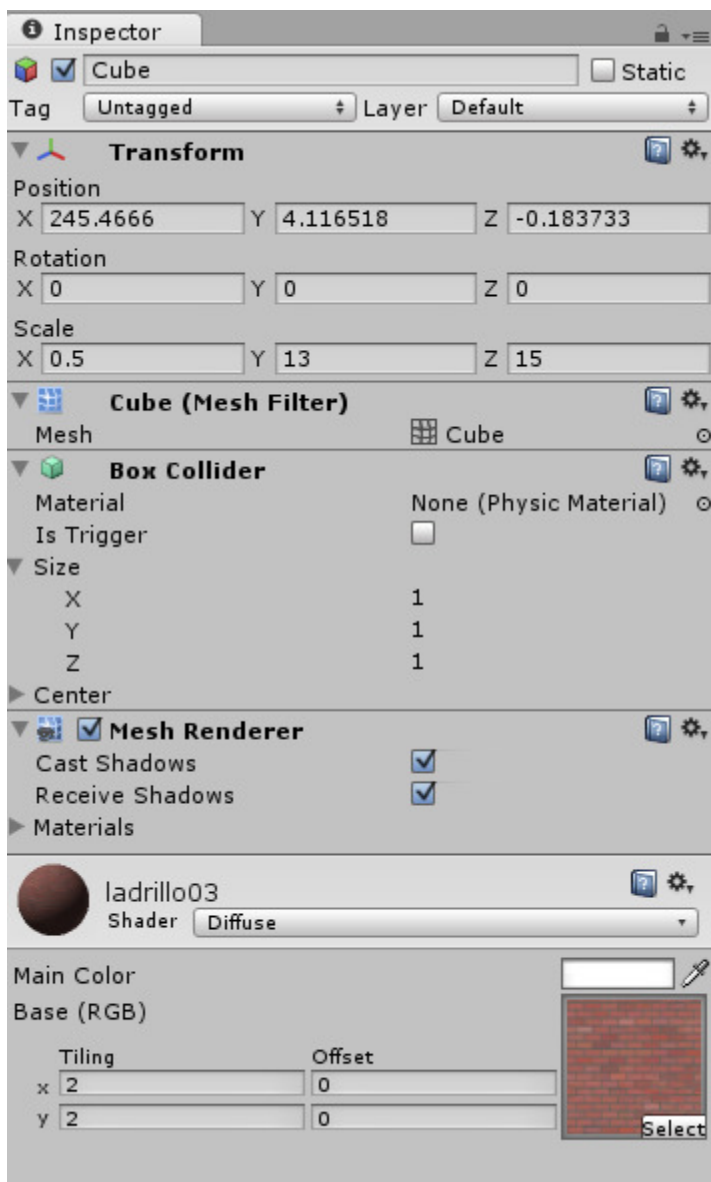 Inspector
Cube Static
Tag Untagged Layer Default
Transform
Position
X 245.4666 Y 4.116518 Z -0.183733
Rotation
X 0 Y 0 Z 0
Scale
X 0.5 Y 13 Z 15
Cube (Mesh Filter)
Mesh Cube
Box Collider
Material None (Physic Material)
Is Trigger
Size
X 1
Y 1
Z 1
Center
Mesh Renderer
Cast Shadows
Receive Shadows
Materials
ladrillo03
Shader Diffuse
Main Color
Base (RGB)
Tiling Offset
x 2 0
y 2 0
Select